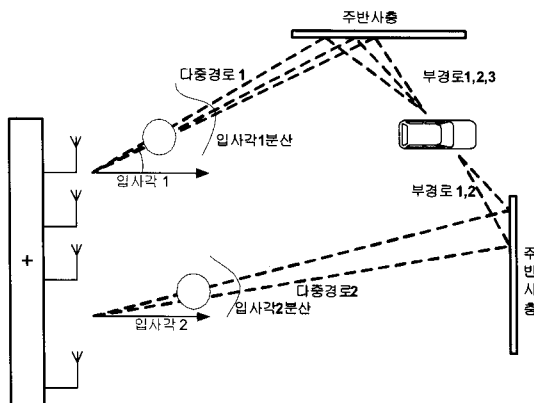 주반사층
다중경로 1
부경로1,2,3
입사각1분산
입사각 1
부경로1,2
+
다중경로2
입사각2분산
입사각 2
주반사층